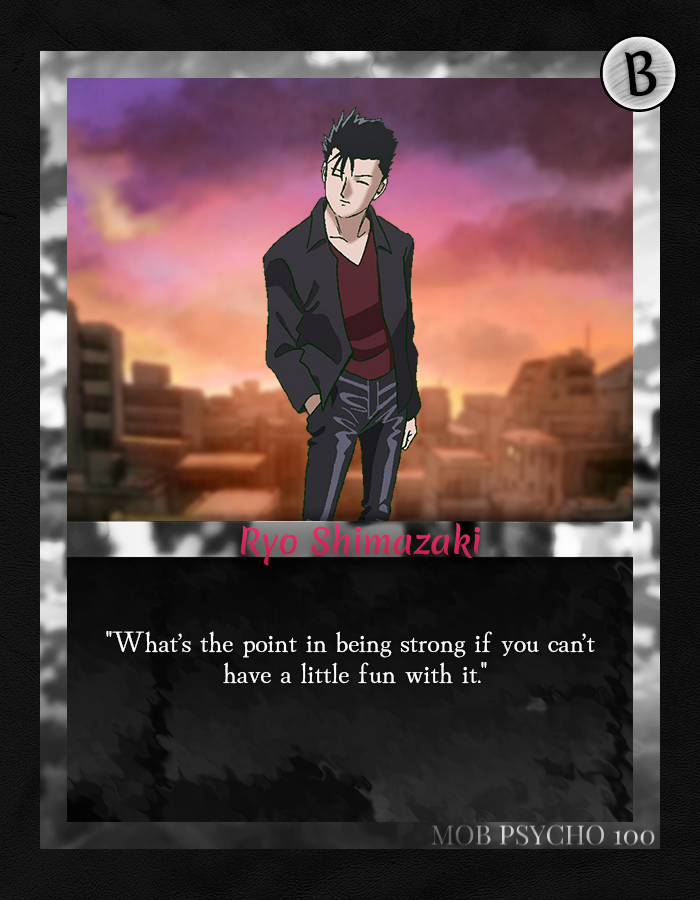 B
Ryo Shimazaki
"What's the point in being strong if you can't
have a little fun with it."
MOB PSYCHO 100